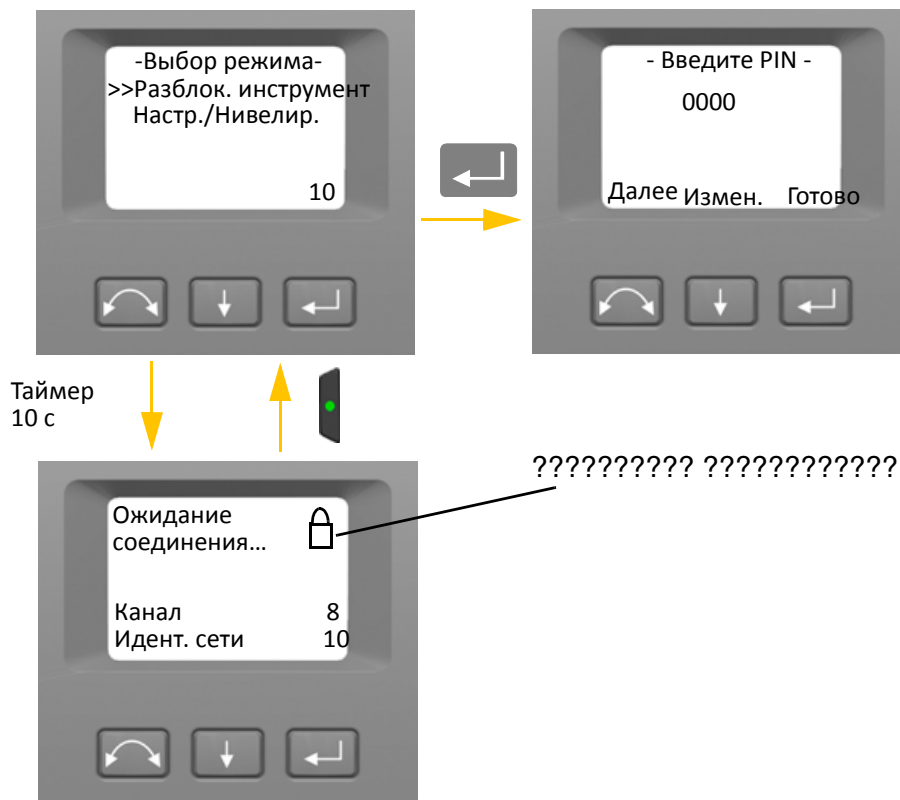 -Выбор режима-
>>Разблок. инструмент
Настр./Нивелир.
10
- Введите PIN -
0000
Далее Измен. Готово
Таймер
10 с
?????????? ????????????
Ожидание
соединения...
Канал 8
Идент. сети 10